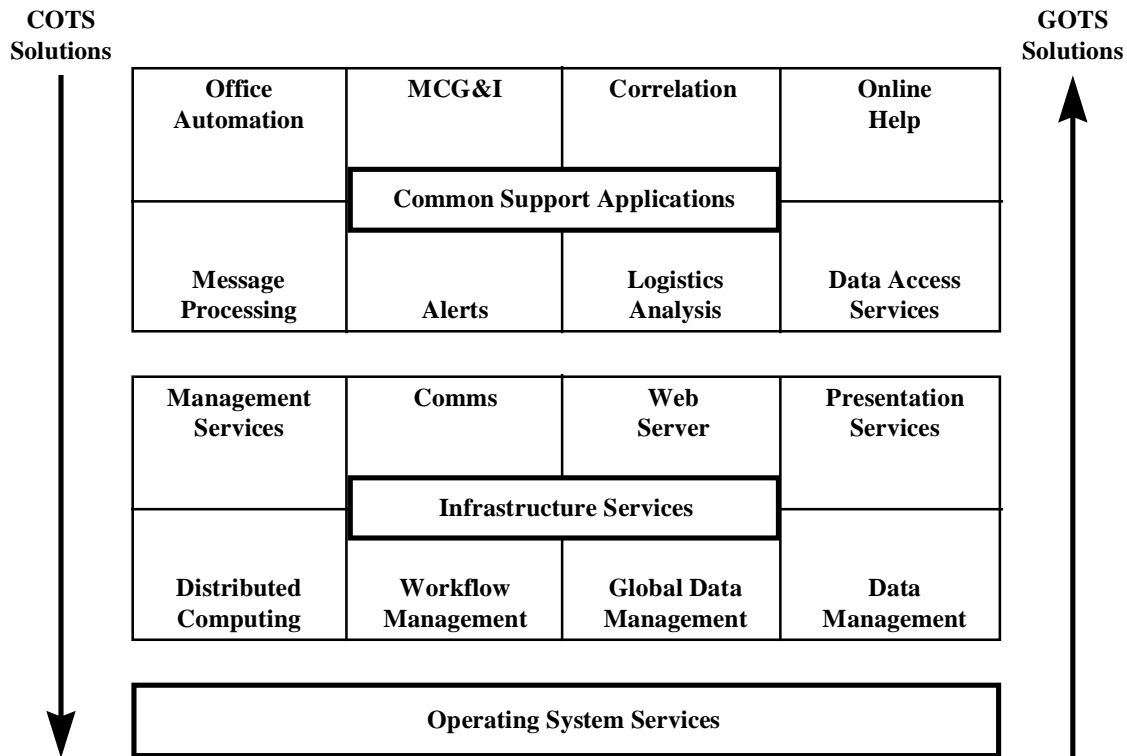 COTS
Solutions
GOTS
Solutions
Office
Automation
MCG&I
Correlation
Online
Help
Common Support Applications
Message
Processing
Alerts
Logistics
Analysis
Data Access
Services
Management
Services
Comms
Web
Server
Presentation
Services
Infrastructure Services
Distributed
Computing
Workflow
Management
Global Data
Management
Data
Management
Operating System Services